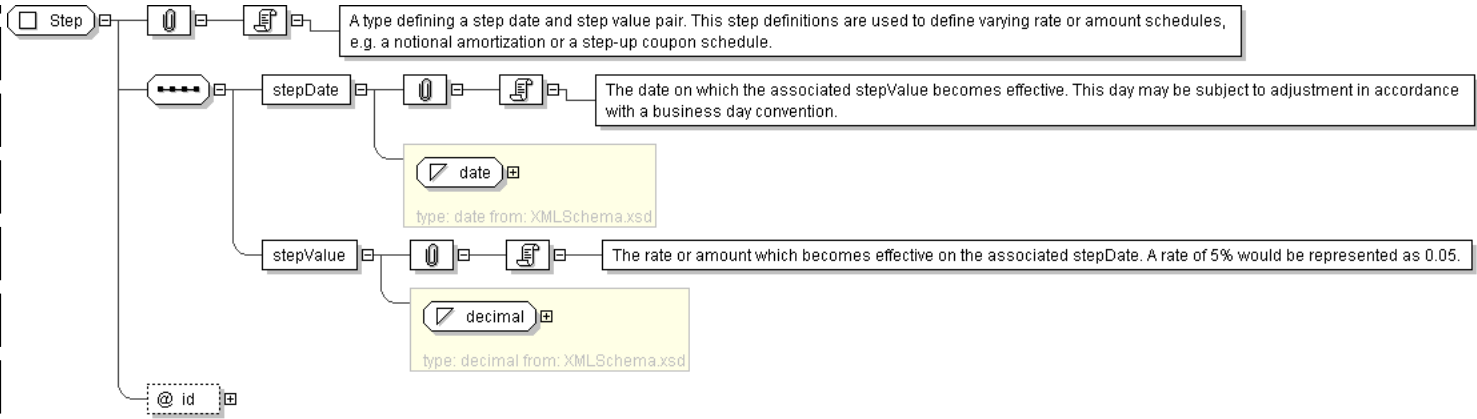 Step
A type defining a step date and step value pair. This step definitions are used to define varying rate or amount schedules,
e.g. a notional amortization or a step-up coupon schedule.
stepDate
The date on which the associated stepValue becomes effective. This day may be subject to adjustment in accordance
with a business day convention.
date
type: date from: XMLSchema.xsd
stepValue
The rate or amount which becomes effective on the associated stepDate. A rate of 5% would be represented as 0.05.
decimal
type: decimal from: XMLSchema.xsd
@ id